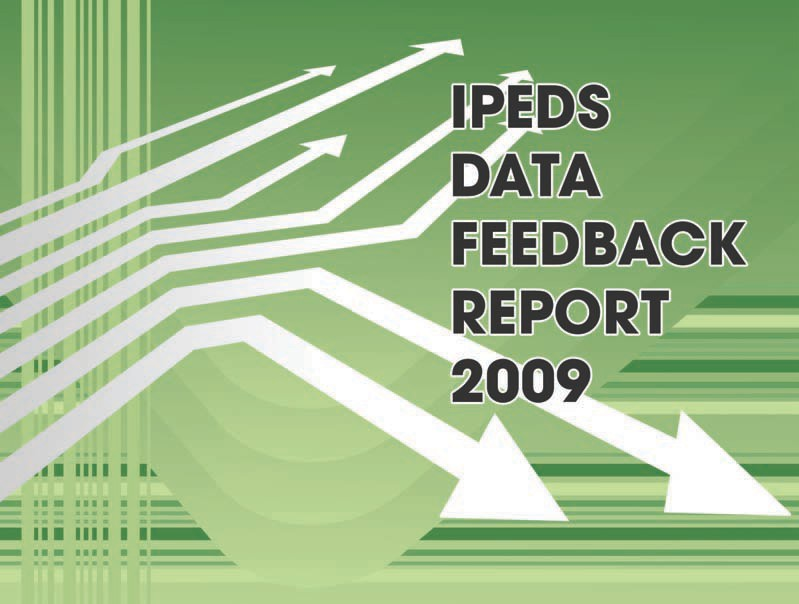 IPEDS
DATA
FEEDBACK
REPORT
2009